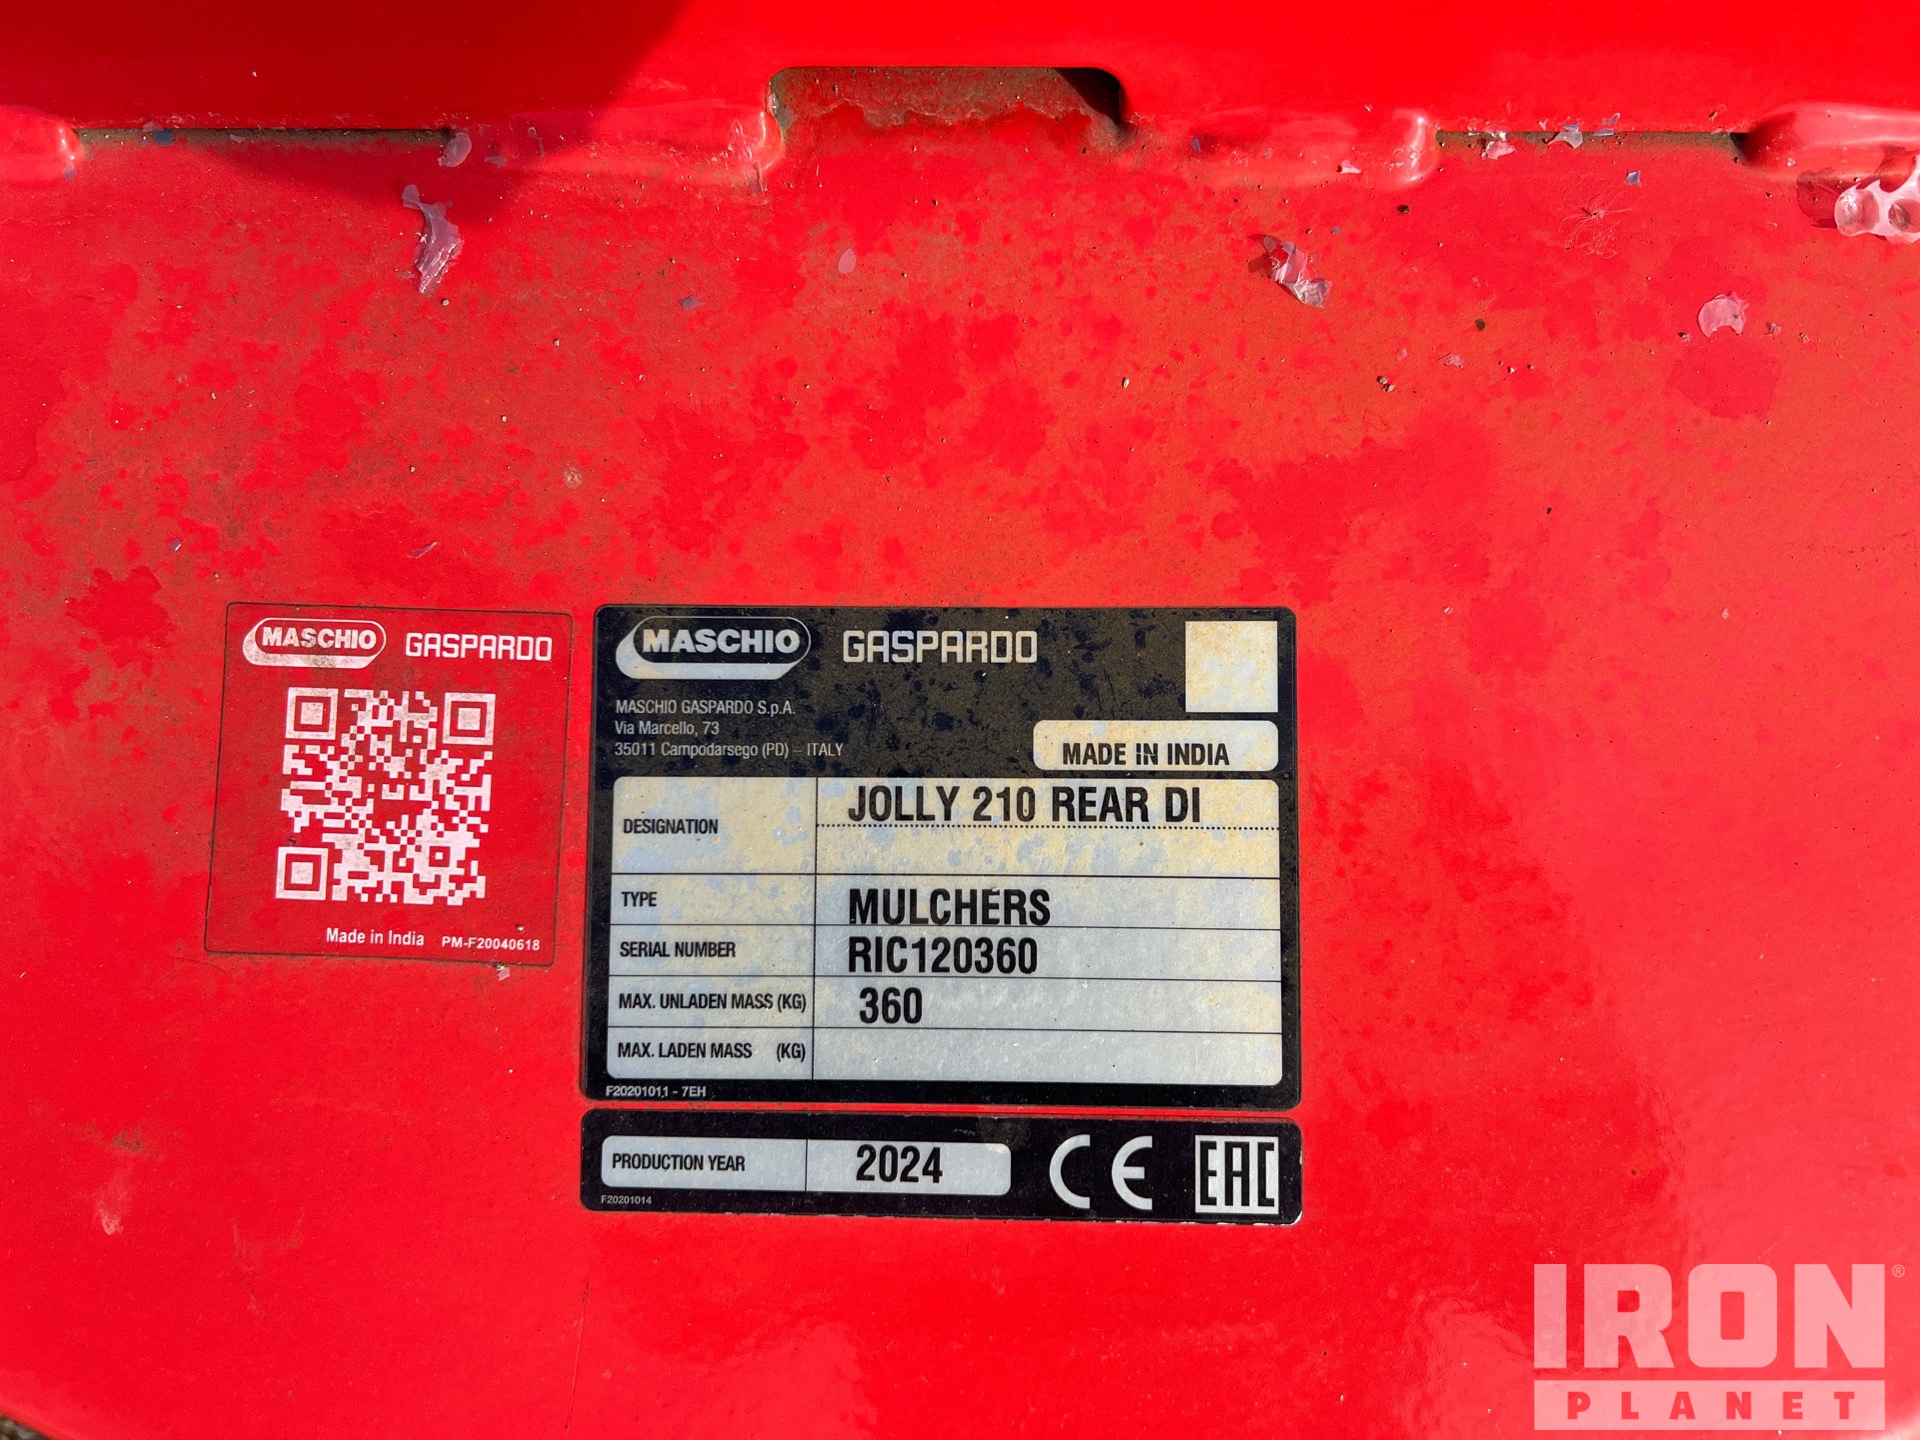 MASCHIO GASPARDO
Made in India PM-F20040618
MASCHIO GASPARDO
MASCHIO GASPARDO S.p.A.
Via Marcello, 73
35011 Campodarsego (PD) - ITALY
MADE IN INDIA
DESIGNATION JOLLY 210 REAR DI
TYPE MULCHERS
SERIAL NUMBER RIC120360
MAX. UNLADEN MASS (KG) 360
MAX. LADEN MASS (KG)
F20201011 - 7EH
PRODUCTION YEAR 2024 CE EAC
F20201014
IRON®
PLANET